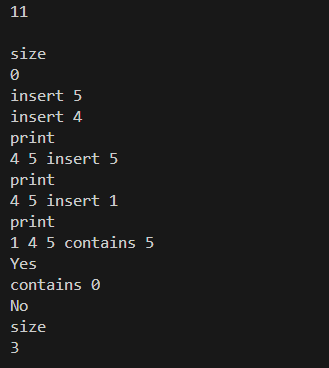 11
size
0
insert 5
insert 4
print
4 5 insert 5
print
4 5 insert 1
print
1 4 5 contains 5
Yes
contains 0
No
size
3